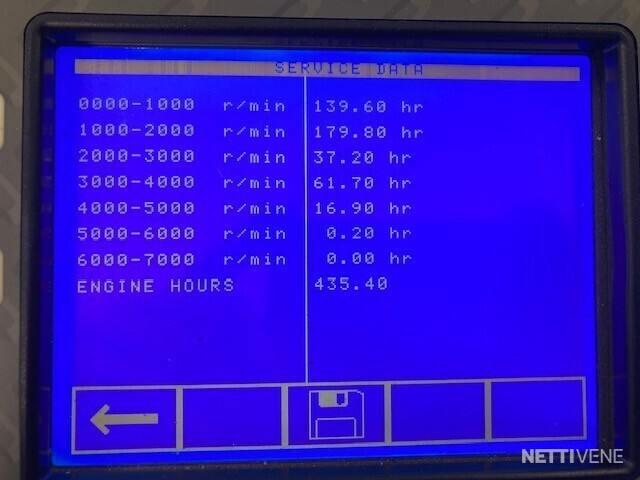 SERVICE DATA
0000-1000 r/min 139.60 hr
1000-2000 r/min 179.80 hr
2000-3000 r/min 37.20 hr
3000-4000 r/min 61.70 hr
4000-5000 r/min 16.90 hr
5000-6000 r/min 0.20 hr
6000-7000 r/min 0.00 hr
ENGINE HOURS 435.40
NETTIVENE